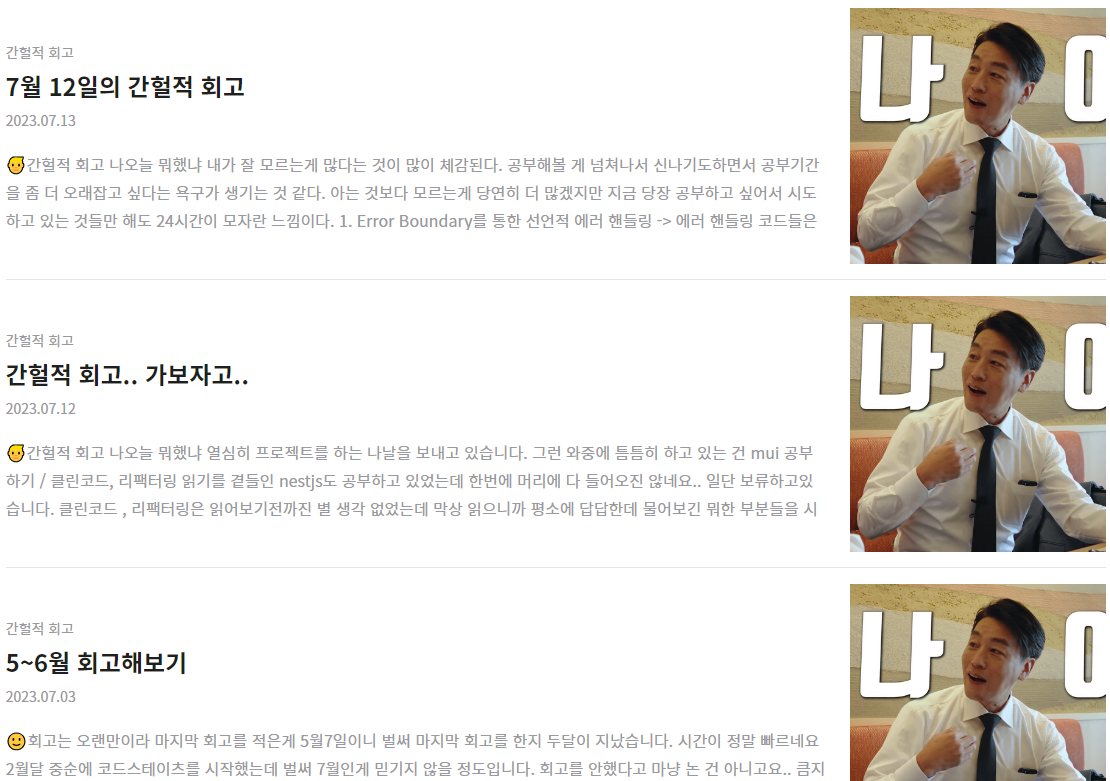 간헐적 회고
7월 12일의 간헐적 회고
2023.07.13
간헐적 회고 나오늘 뭐했냐 내가 잘 모르는게 많다는 것이 많이 체감된다. 공부해볼 게 넘쳐나서 신나기도하면서 공부기간
을 좀 더 오래잡고 싶다는 욕구가 생기는 것 같다. 아는 것보다 모르는게 당연히 더 많겠지만 지금 당장 공부하고 싶어서 시도
하고 있는 것들만 해도 24시간이 모자란 느낌이다. 1. Error Boundary를 통한 선언적 에러 핸들링 -> 에러 핸들링 코드들은
나
간헐적 회고
간헐적 회고.. 가보자고..
2023.07.12
간헐적 회고 나오늘 뭐했냐 열심히 프로젝트를 하는 나날을 보내고 있습니다. 그런 와중에 틈틈히 하고 있는 건 mui 공부
하기 / 클린코드, 리팩터링 읽기를 곁들인 nestjs도 공부하고 있었는데 한번에 머리에 다 들어오진 않네요.. 일단 보류하고있
습니다. 클린코드 , 리팩터링은 읽어보기전까진 별 생각 없었는데 막상 읽으니까 평소에 답답한데 물어보긴 뭐한 부분들을 시
나
간헐적 회고
5~6월 회고해보기
2023.07.03
회고는 오랜만이라 마지막 회고를 적은게 5월7일이니 벌써 마지막 회고를 한지 두달이 지났습니다. 시간이 정말 빠르네요
2월달 중순에 코드스테이츠를 시작했는데 벌써 7월인게 믿기지 않을 정도입니다. 회고를 안했다고 마냥 논 건 아니고요.. 큼지
나